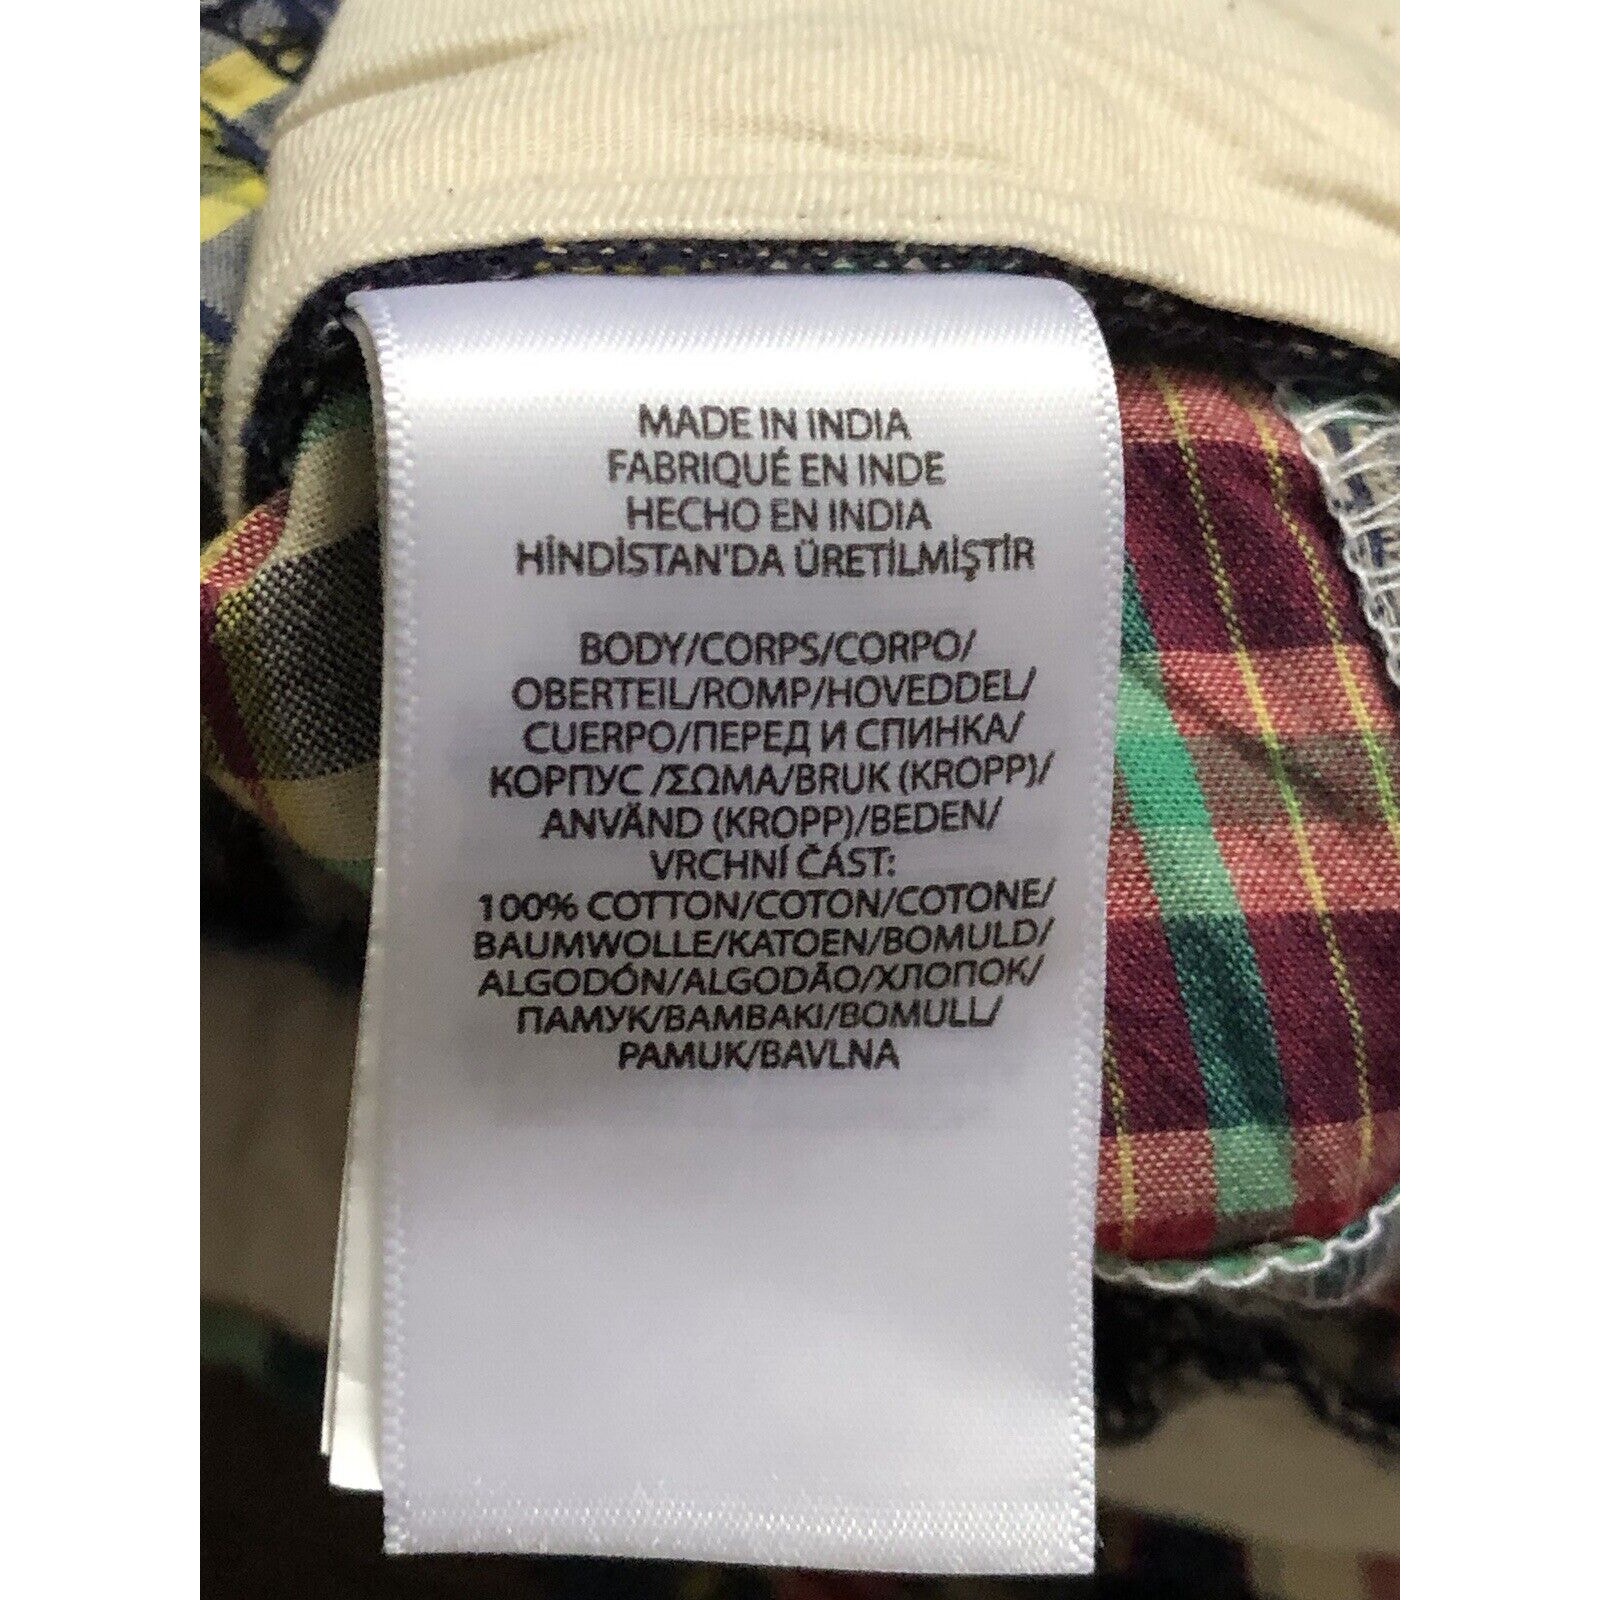 MADE IN INDIA
FABRIQUÉ EN INDE
HECHO EN INDIA
HİNDİSTAN'DA ÜRETİLMİŞTİR
BODY/CORPS/CORPO/
OBERTEIL/ROMP/HOVEDDEL/
CUERPO/ПЕРЕД И СПИНКА/
КОРПУС /ΣΩΜΑ/BRUK (KROPP)/
ANVÄND (KROPP)/BEDEN/
VRCHNÍ ČÁST:
100% COTTON/COTON/COTONE/
BAUMWOLLE/KATOEN/BOMULD/
ALGODÓN/ALGODÃO/ХЛОПОК/
ПАМУК/ΒΑΜΒΑΚΙ/BOMULL/
PAMUK/BAVLNA